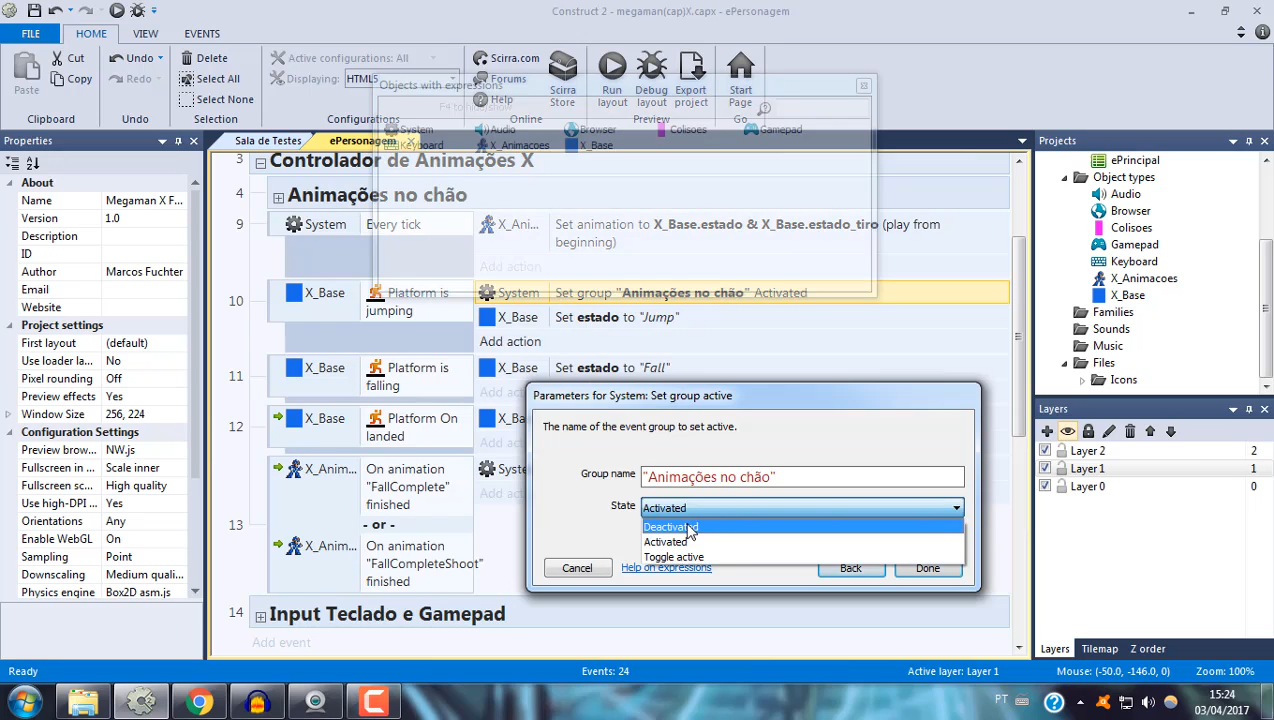 Construct 2 - megaman(cap)X.capx - ePersonagem
FILE HOME VIEW EVENTS
Paste Cut Copy
Clipboard
Undo Redo
Undo
Delete Select All Select None
Selection
Active configurations: (All)
Displaying: HTML5
Configurations
Scirra.com Forums Help
Scirra Store
Online
Run layout Debug layout Export project
Preview
Start Page
Go
Objects with expressions
System Audio Browser Colisoes Gamepad
Keyboard X_Animacoes X_Base
Properties
About
Name Megaman X F...
Version 1.0
Description
ID
Author Marcos Fuchter
Email
Website
Project settings
First layout (default)
Use loader la... No
Pixel rounding Off
Preview effects Yes
Window Size 256, 224
Configuration Settings
Preview brow... NW.js
Fullscreen in ... Letterbox scale
Fullscreen sc... High quality
Use high-DPI ... Yes
Orientations Any
Enable WebGL On
Sampling Point
Downscaling Medium quality
Physics engine Box2D asm.js
Sala de Testes ePersonagem
3 Controlador de Animações X
4 Animações no chão
9 System Every tick X_Ani... Set animation to X_Base.estado & X_Base.estado_tiro (play from beginning)
Add action
10 X_Base Platform is jumping System Set group "Animações no chão" Activated
X_Base Set estado to "Jump"
Add action
11 X_Base Platform is falling X_Base Set estado to "Fall"
12 X_Base Platform On landed
13 X_Anim... On animation "FallComplete" finished
- or -
X_Anim... On animation "FallCompleteShoot" finished
14 Input Teclado e Gamepad
Add event
Parameters for System: Set group active
The name of the event group to set active.
Group name "Animações no chão"
State Activated
Deactivated
Activated
Toggle active
Cancel Help on expressions Back Done
Projects
ePrincipal
Object types
Audio
Browser
Colisoes
Gamepad
Keyboard
X_Animacoes
X_Base
Families
Sounds
Music
Files
Icons
Layers
Layer 2 2
Layer 1 1
Layer 0 0
Layers Tilemap Z order
Ready Events: 24 Active layer: Layer 1 Mouse: (-50.0, -146.0, 0) Zoom: 100%
PT 15:24
03/04/2017